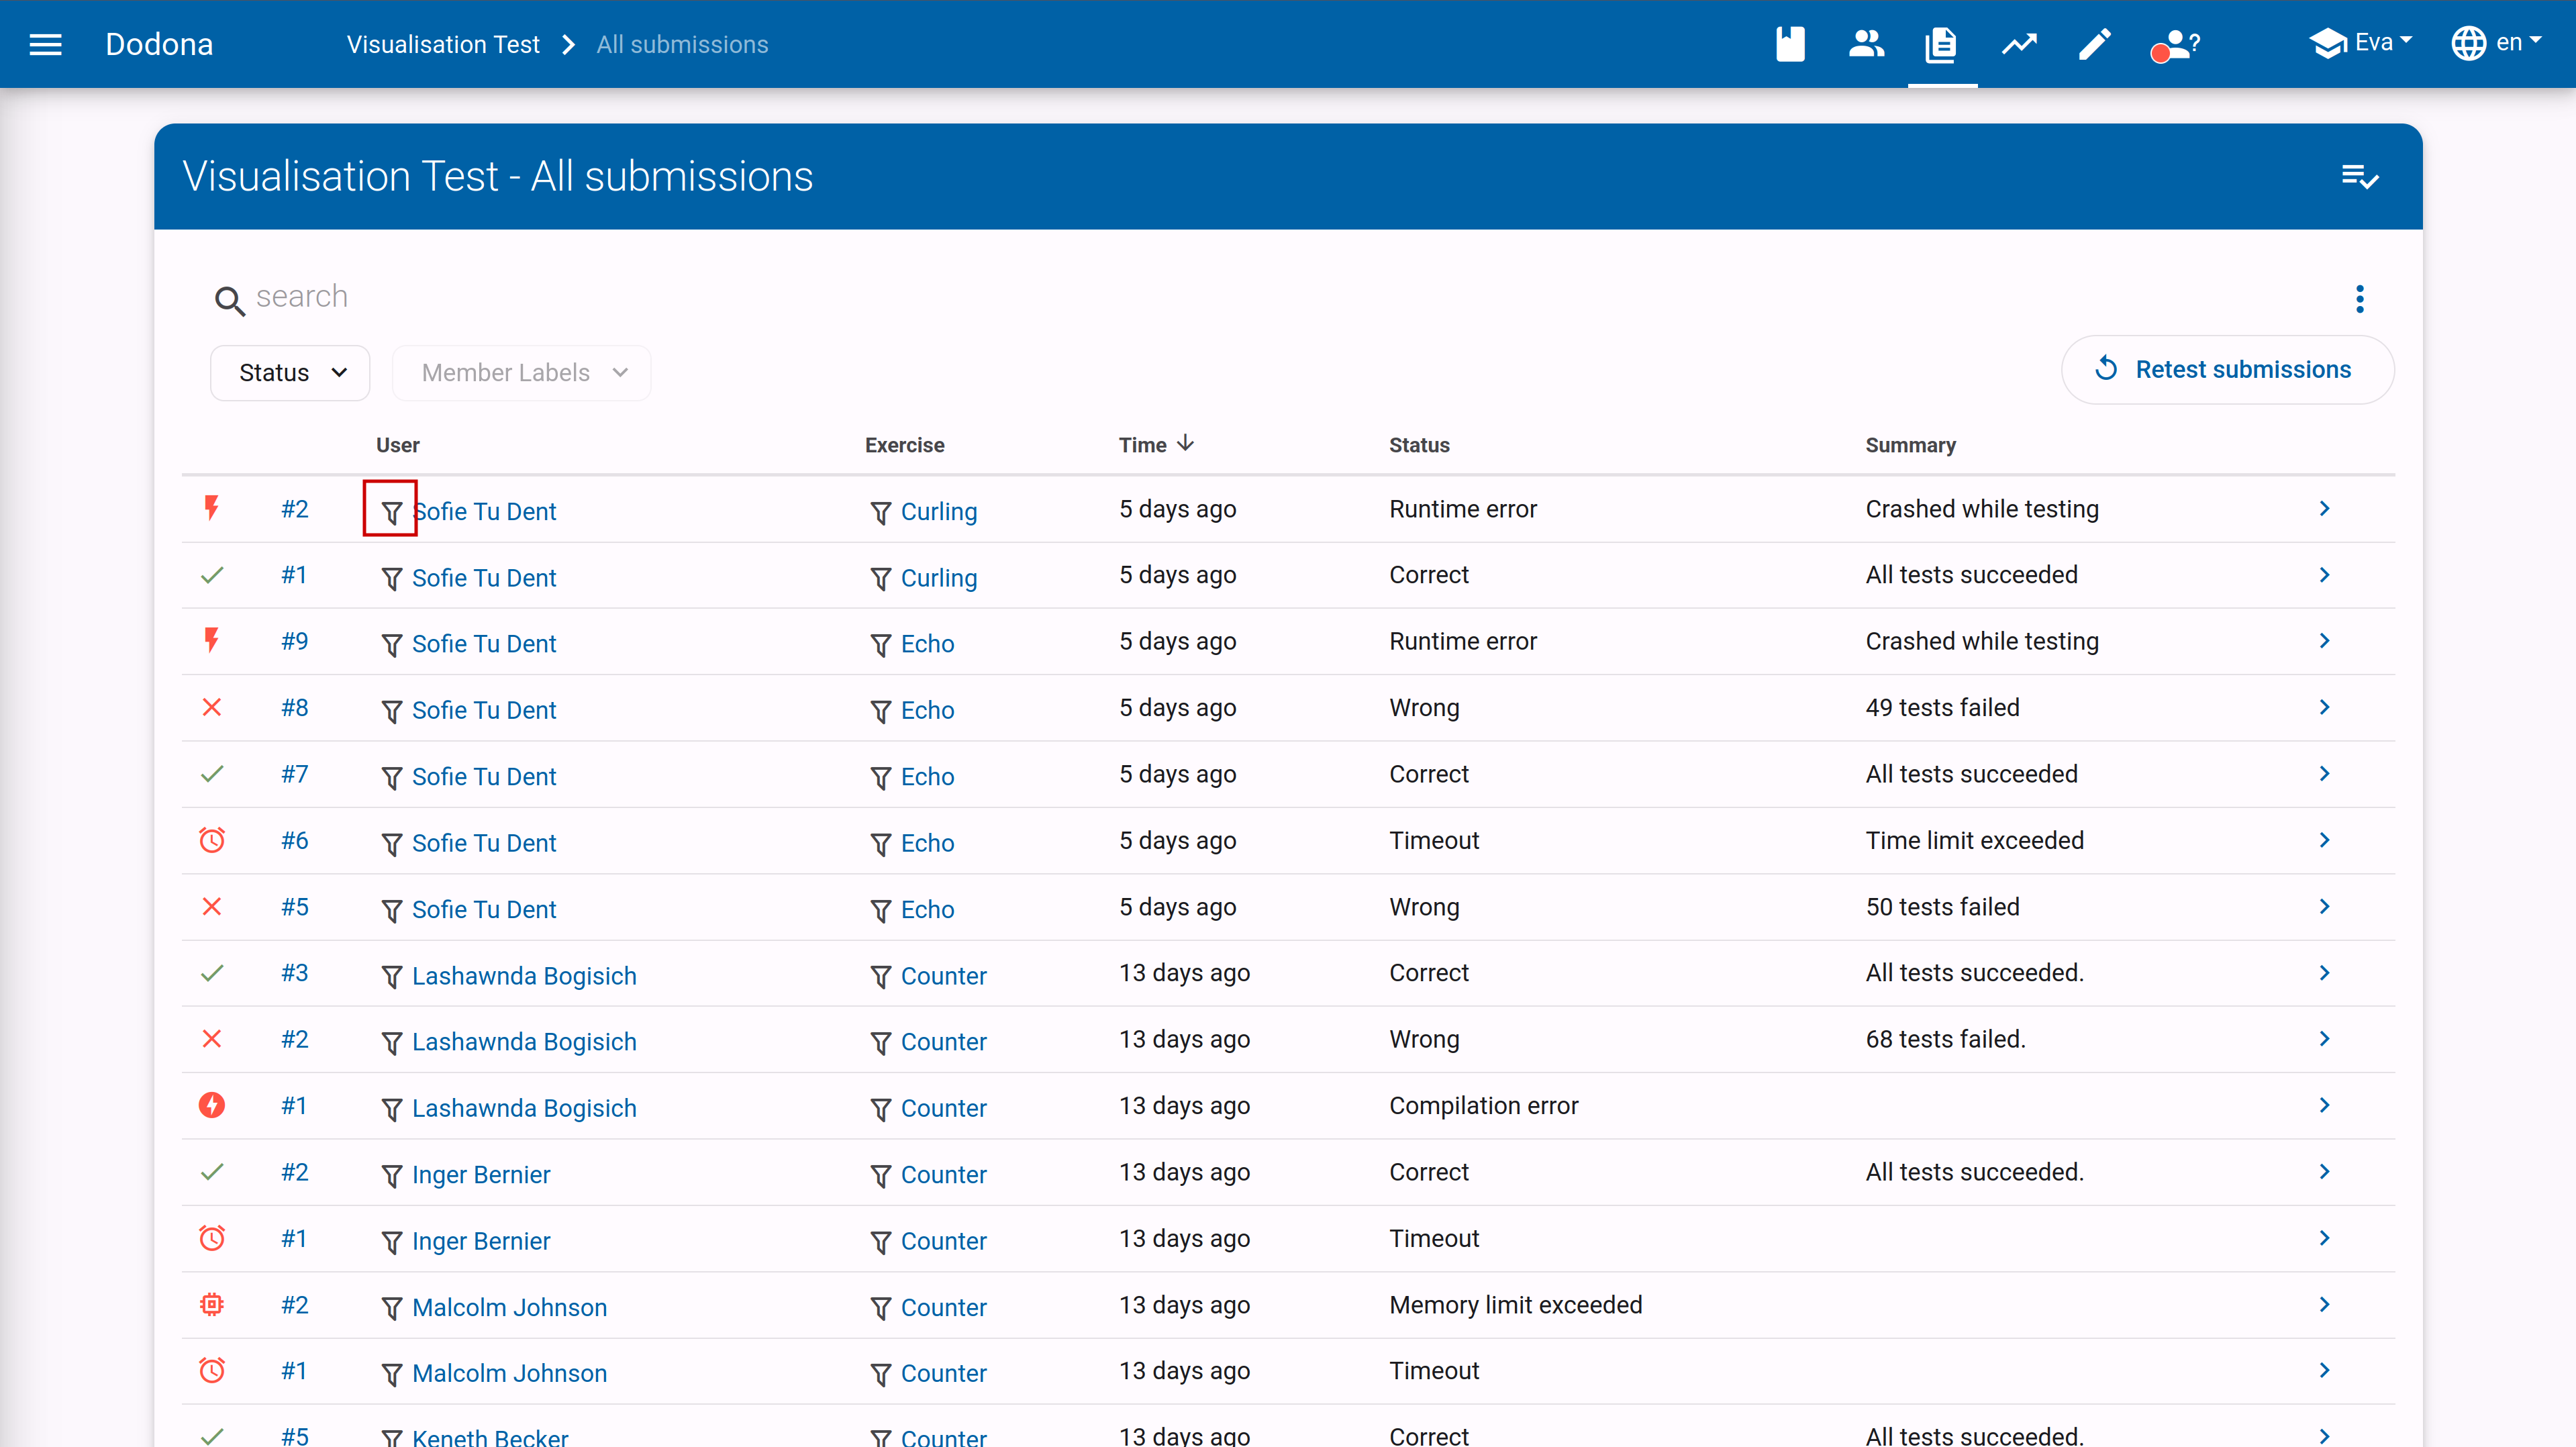 Dodona Visualisation Test All submissions ? Eva en
Visualisation Test - All submissions
search
Status Member Labels Retest submissions
User Exercise Time Status Summary
#2 Sofie Tu Dent Curling 5 days ago Runtime error Crashed while testing
#1 Sofie Tu Dent Curling 5 days ago Correct All tests succeeded
#9 Sofie Tu Dent Echo 5 days ago Runtime error Crashed while testing
#8 Sofie Tu Dent Echo 5 days ago Wrong 49 tests failed
#7 Sofie Tu Dent Echo 5 days ago Correct All tests succeeded
#6 Sofie Tu Dent Echo 5 days ago Timeout Time limit exceeded
#5 Sofie Tu Dent Echo 5 days ago Wrong 50 tests failed
#3 Lashawnda Bogisich Counter 13 days ago Correct All tests succeeded.
#2 Lashawnda Bogisich Counter 13 days ago Wrong 68 tests failed.
#1 Lashawnda Bogisich Counter 13 days ago Compilation error
#2 Inger Bernier Counter 13 days ago Correct All tests succeeded.
#1 Inger Bernier Counter 13 days ago Timeout
#2 Malcolm Johnson Counter 13 days ago Memory limit exceeded
#1 Malcolm Johnson Counter 13 days ago Timeout
#5 Keneth Becker Counter 13 days ago Correct All tests succeeded.